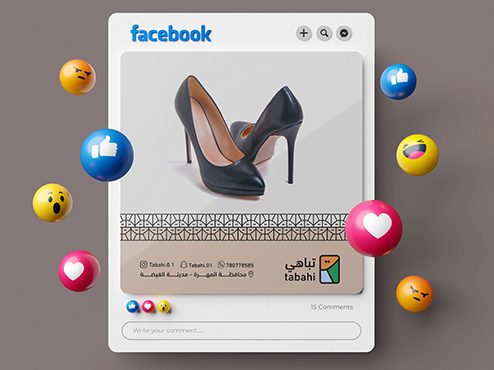 facebook
تباهي
tabahi
Tabahi.0.1 Tabahi.01 780778585
محافظة المهرة - مدينة الغيضة
15 Comments
Write your comment....